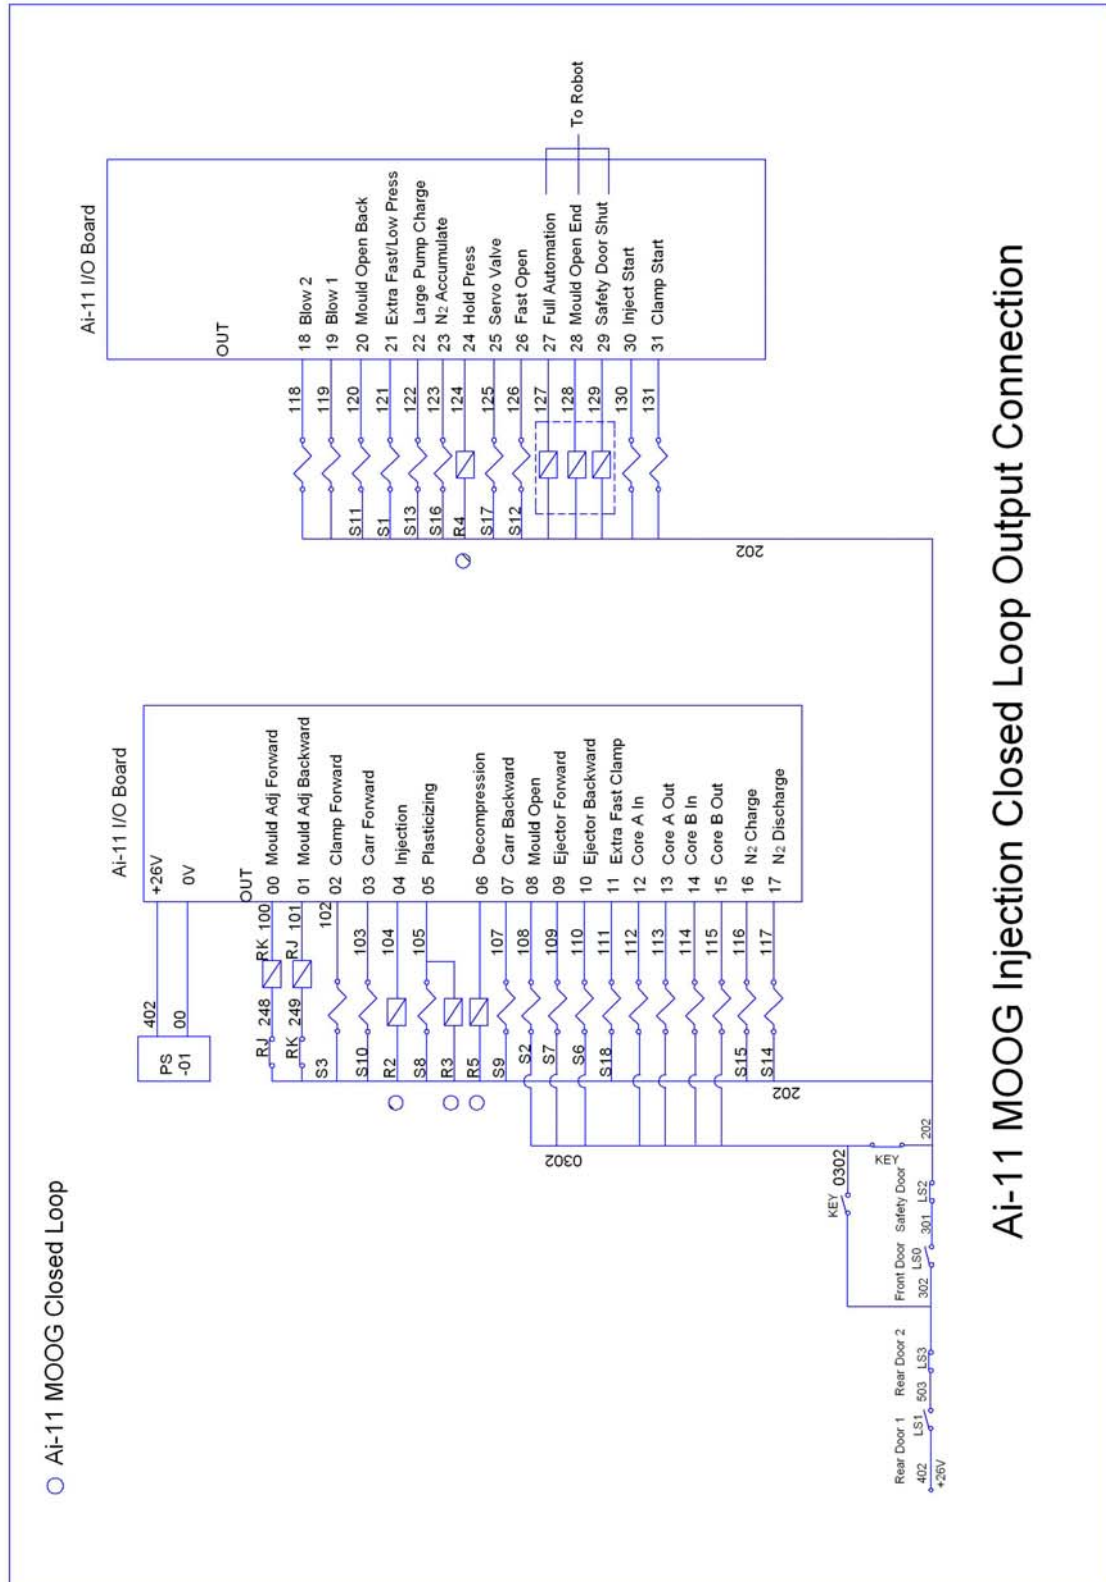 Ai-11 MOOG Closed Loop
Ai-11 I/O Board
+26V
0V
402
00
PS
-01
OUT
RJ 248 RK 100 00 Mould Adj Forward
RK 249 RJ 101 01 Mould Adj Backward
S3 102 02 Clamp Forward
S10 103 03 Carr Forward
R2 104 04 Injection
S8 105 05 Plasticizing
R3
R5 06 Decompression
S9 107 07 Carr Backward
S2 108 08 Mould Open
S7 109 09 Ejector Forward
S6 110 10 Ejector Backward
S18 111 11 Extra Fast Clamp
112 12 Core A In
113 13 Core A Out
114 14 Core B In
115 15 Core B Out
S15 116 16 N2 Charge
S14 117 17 N2 Discharge
202
0302
Ai-11 I/O Board
OUT
118 18 Blow 2
119 19 Blow 1
S11 120 20 Mould Open Back
S1 121 21 Extra Fast/Low Press
S13 122 22 Large Pump Charge
S16 123 23 N2 Accumulate
R4 124 24 Hold Press
S17 125 25 Servo Valve
S12 126 26 Fast Open
127 27 Full Automation
128 28 Mould Open End
129 29 Safety Door Shut
To Robot
130 30 Inject Start
131 31 Clamp Start
202
KEY 0302
KEY
202
Rear Door 1 Rear Door 2 Front Door Safety Door
402 LS1 503 LS3 302 LS0 301 LS2
+26V
Ai-11 MOOG Injection Closed Loop Output Connection